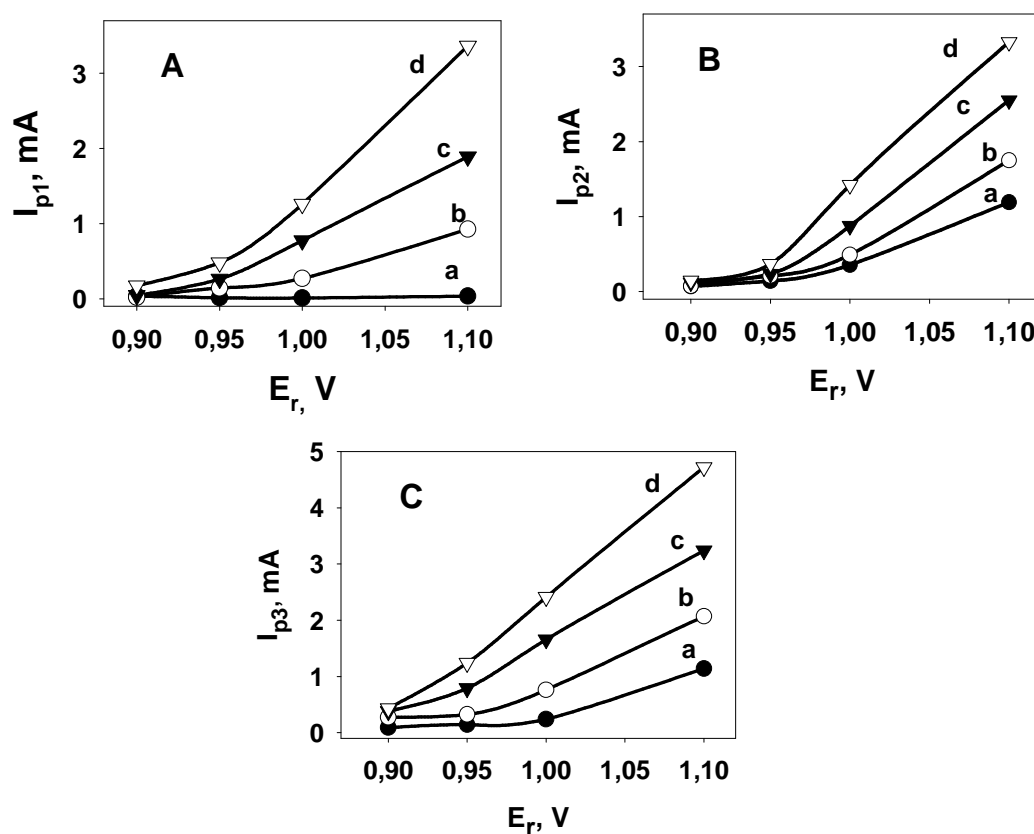 A
I_p1, mA
3
2
1
0
d
c
b
a
0,90 0,95 1,00 1,05 1,10
E_r, V
B
I_p2, mA
3
2
1
0
d
c
b
a
0,90 0,95 1,00 1,05 1,10
E_r, V
C
I_p3, mA
5
4
3
2
1
0
d
c
b
a
0,90 0,95 1,00 1,05 1,10
E_r, V